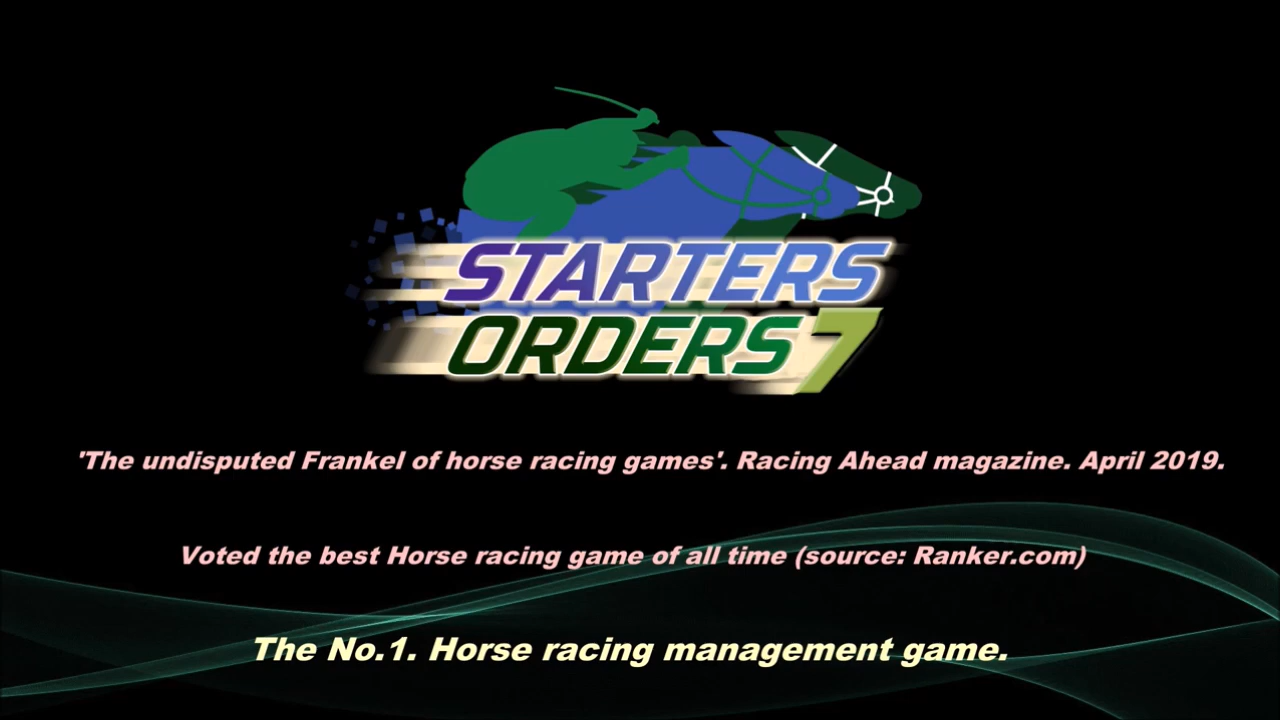 STARTERS
ORDERS 7
'The undisputed Frankel of horse racing games'. Racing Ahead magazine. April 2019.
Voted the best Horse racing game of all time (source: Ranker.com)
The No.1. Horse racing management game.